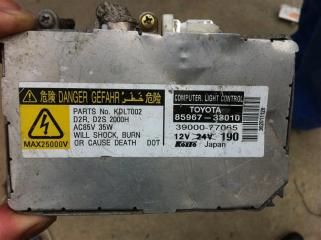 危険 DANGER GEFAHR خطر 危险
PARTS No. KDLT002
D2R, D2S 2000H
AC85V 35W
WILL SHOCK, BURN
OR CAUSE DEATH DOT
MAX25000V
COMPUTER, LIGHT CONTROL
TOYOTA
85967-33010
39000-77065
12V 24V 190
Japan